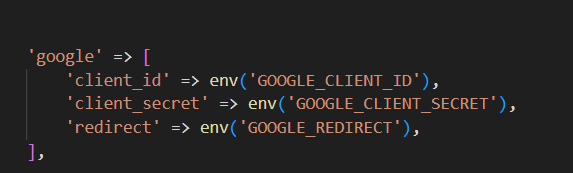 'google' => [
    'client_id' => env('GOOGLE_CLIENT_ID'),
    'client_secret' => env('GOOGLE_CLIENT_SECRET'),
    'redirect' => env('GOOGLE_REDIRECT'),
],